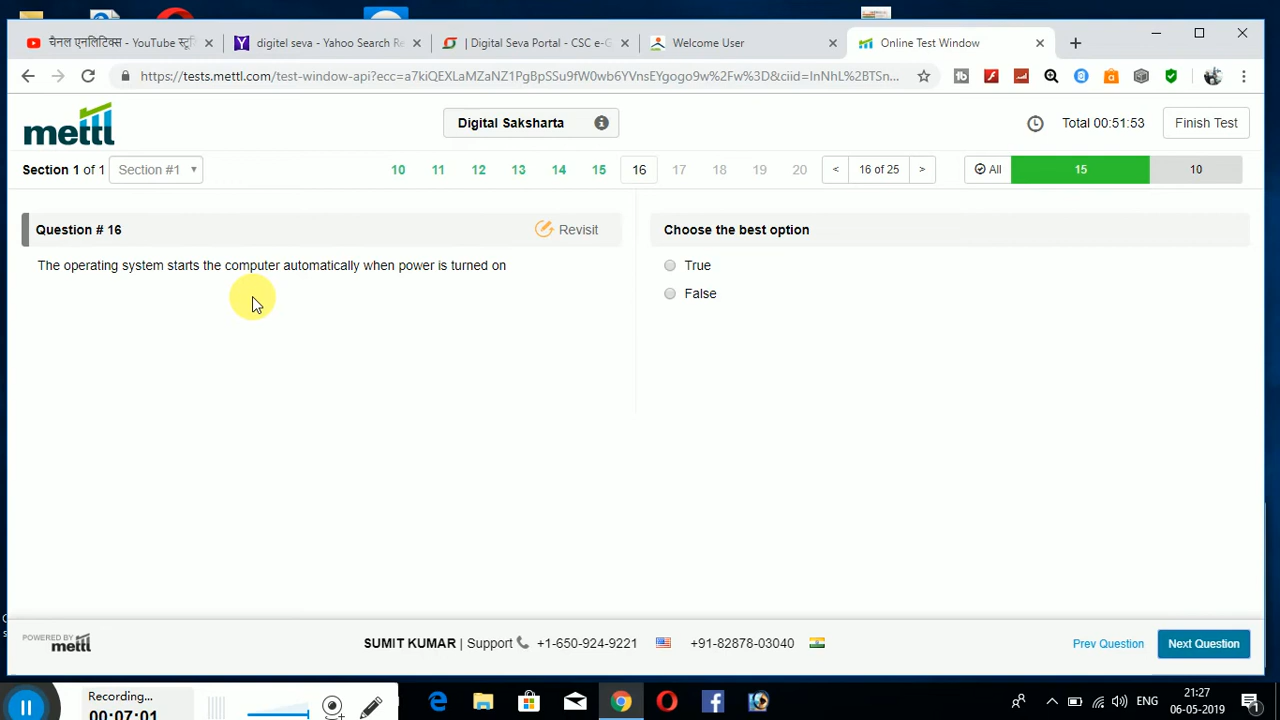 चैनल एनलिटिक्स - YouTube स्ट्रि
digitel seva - Yahoo Search Re
| Digital Seva Portal - CSC e-G
Welcome User
Online Test Window
https://tests.mettl.com/test-window-api?ecc=a7kiQEXLaMZaNZ1PgBpSSu9fW0wb6YVnsEYgogo9w%2Fw%3D&ciid=InNhL%2BTSn...
mettl
Digital Saksharta
Total 00:51:53
Finish Test
Section 1 of 1
Section #1
10 11 12 13 14 15 16 17 18 19 20
< 16 of 25 >
All 15 10
Question # 16
Revisit
Choose the best option
The operating system starts the computer automatically when power is turned on
True
False
POWERED BY mettl
SUMIT KUMAR | Support +1-650-924-9221 +91-82878-03040
Prev Question
Next Question
Recording...
00:07:01
ENG
21:27
06-05-2019